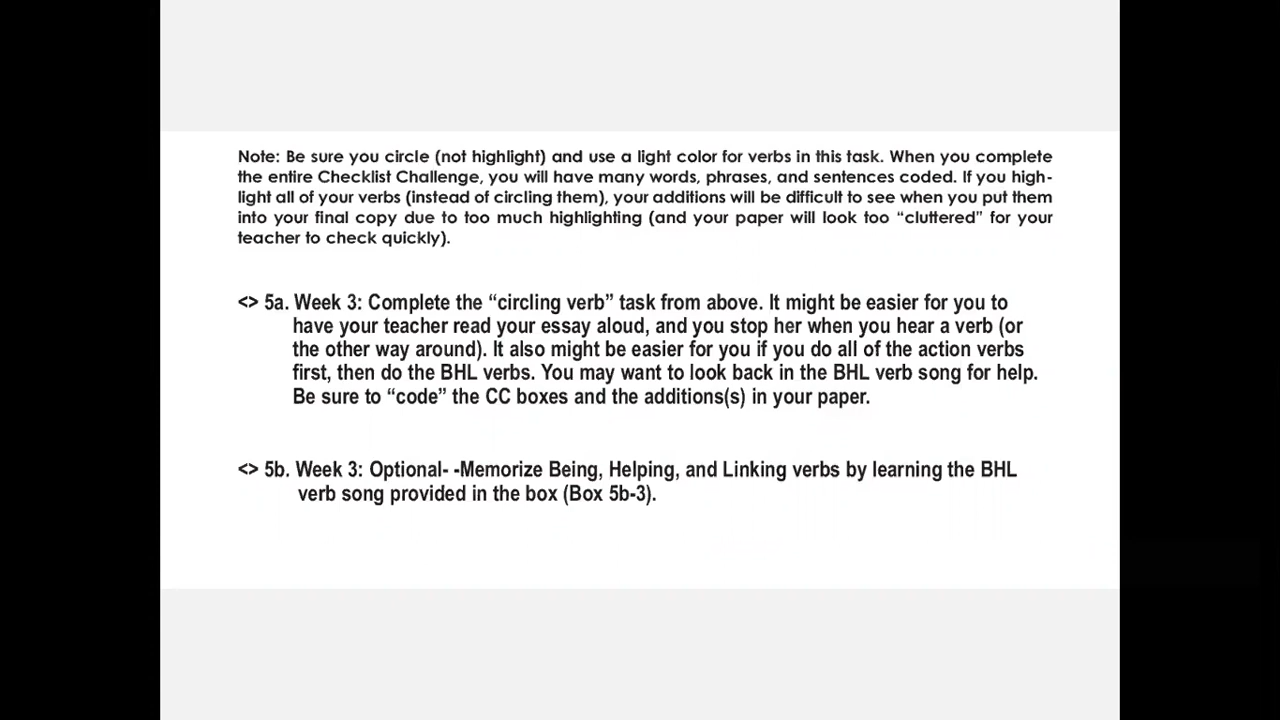 Note: Be sure you circle (not highlight) and use a light color for verbs in this task. When you complete
the entire Checklist Challenge, you will have many words, phrases, and sentences coded. If you high-
light all of your verbs (instead of circling them), your additions will be difficult to see when you put them
into your final copy due to too much highlighting (and your paper will look too “cluttered” for your
teacher to check quickly).
<> 5a. Week 3: Complete the “circling verb” task from above. It might be easier for you to
have your teacher read your essay aloud, and you stop her when you hear a verb (or
the other way around). It also might be easier for you if you do all of the action verbs
first, then do the BHL verbs. You may want to look back in the BHL verb song for help.
Be sure to “code” the CC boxes and the additions(s) in your paper.
<> 5b. Week 3: Optional- -Memorize Being, Helping, and Linking verbs by learning the BHL
verb song provided in the box (Box 5b-3).